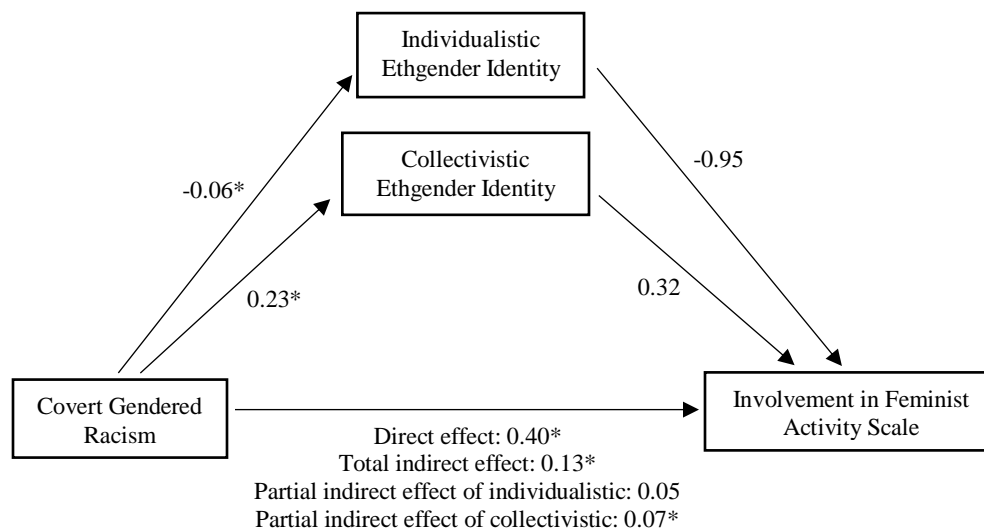 Individualistic
Ethgender Identity
-0.95
Collectivistic
Ethgender Identity
-0.06*
0.23*
0.32
Covert Gendered
Racism
Involvement in Feminist
Activity Scale
Direct effect: 0.40*
Total indirect effect: 0.13*
Partial indirect effect of individualistic: 0.05
Partial indirect effect of collectivistic: 0.07*